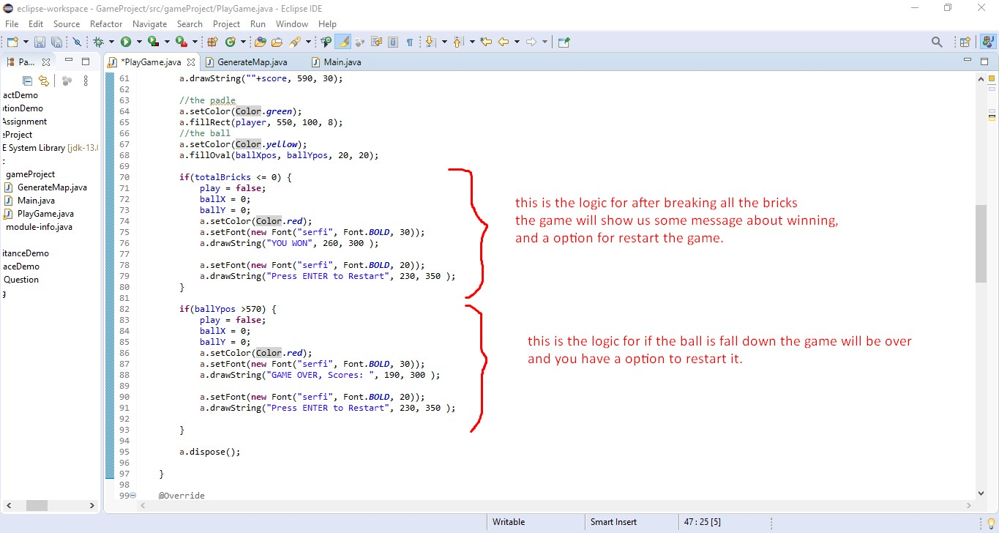 eclipse-workspace - GameProject/src/gameProject/PlayGame.java - Eclipse IDE
File Edit Source Refactor Navigate Search Project Run Window Help
Pa... *PlayGame.java GenerateMap.java Main.java
actDemo
tionDemo
Assignment
eProject
E System Library [jdk-13.0
gameProject
GenerateMap.java
Main.java
PlayGame.java
module-info.java
itanceDemo
aceDemo
Question
g
61 a.drawString(""+score, 590, 30);
62
63 //the padle
64 a.setColor(Color.green);
65 a.fillRect(player, 550, 100, 8);
66 //the ball
67 a.setColor(Color.yellow);
68 a.fillOval(ballXpos, ballYpos, 20, 20);
69
70 if(totalBricks <= 0) {
71 play = false;
72 ballX = 0;
73 ballY = 0;
74 a.setColor(Color.red);
75 a.setFont(new Font("serfi", Font.BOLD, 30));
76 a.drawString("YOU WON", 260, 300 );
77
78 a.setFont(new Font("serfi", Font.BOLD, 20));
79 a.drawString("Press ENTER to Restart", 230, 350 );
80 }
81
82 if(ballYpos >570) {
83 play = false;
84 ballX = 0;
85 ballY = 0;
86 a.setColor(Color.red);
87 a.setFont(new Font("serfi", Font.BOLD, 30));
88 a.drawString("GAME OVER, Scores: ", 190, 300 );
89
90 a.setFont(new Font("serfi", Font.BOLD, 20));
91 a.drawString("Press ENTER to Restart", 230, 350 );
92
93 }
94
95 a.dispose();
96
97 }
98
99 @Override
this is the logic for after breaking all the bricks
the game will show us some message about winning,
and a option for restart the game.
this is the logic for if the ball is fall down the game will be over
and you have a option to restart it.
Writable Smart Insert 47 : 25 [5]